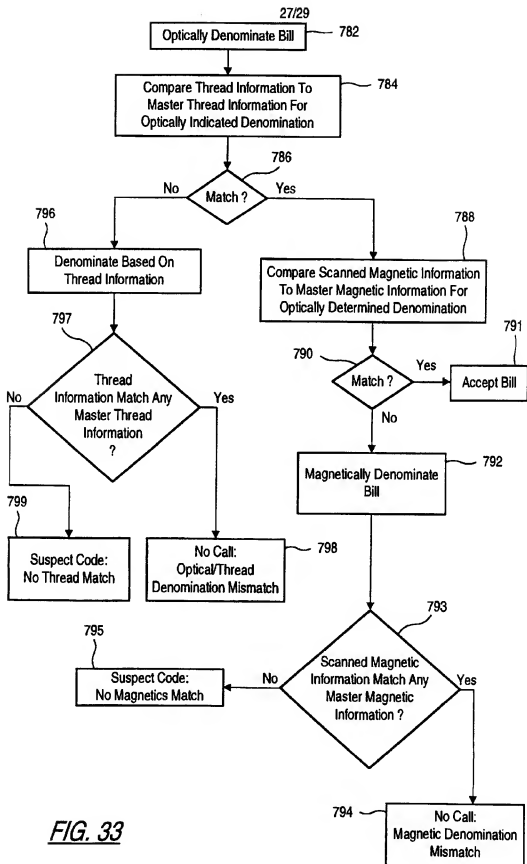 27/29
Optically Denominate Bill
782
Compare Thread Information To
Master Thread Information For
Optically Indicated Denomination
784
786
No
Match ?
Yes
796
Denominate Based On
Thread Information
788
Compare Scanned Magnetic Information
To Master Magnetic Information For
Optically Determined Denomination
797
No
Thread
Information Match Any
Master Thread
Information
?
Yes
790
Match ?
Yes
791
Accept Bill
No
792
Magnetically Denominate
Bill
799
Suspect Code:
No Thread Match
No Call:
Optical/Thread
Denomination Mismatch
798
793
795
Suspect Code:
No Magnetics Match
No
Scanned Magnetic
Information Match Any
Master Magnetic
Information ?
Yes
794
No Call:
Magnetic Denomination
Mismatch
FIG. 33